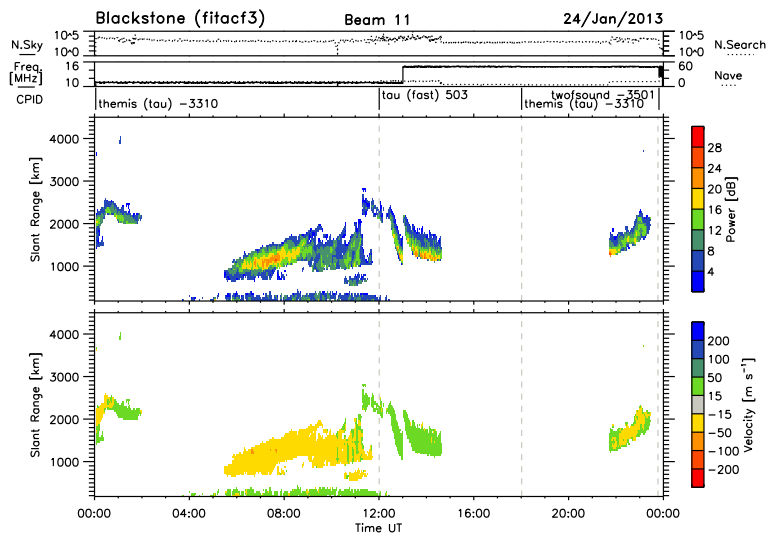 Blackstone (fitacf3)
Beam 11
24/Jan/2013
N.Sky
10^5
10^0
10^5
10^0
N.Search
Freq.
[MHz]
16
10
60
0
Nave
CPID
themis (tau) -3310
tau (fast) 503
twofsound -3501
themis (tau) -3310
Slant Range [km]
4000
3000
2000
1000
28
24
20
16
12
8
4
Power [dB]
Slant Range [km]
4000
3000
2000
1000
200
100
50
15
-15
-50
-100
-200
Velocity [m s⁻¹]
00:00 04:00 08:00 12:00 16:00 20:00 00:00
Time UT